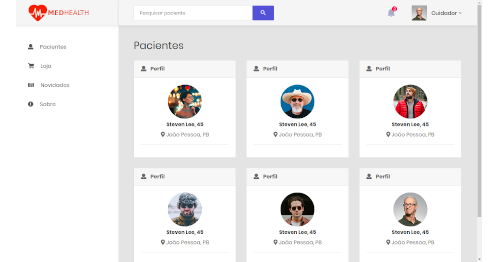 MEDHEALTH
Pesquisar paciente
Cuidador
Pacientes
Loja
Novidades
Sobre
Pacientes
Perfil
Steven Lee, 45
João Pessoa, PB
Perfil
Steven Lee, 45
João Pessoa, PB
Perfil
Steven Lee, 45
João Pessoa, PB
Perfil
Steven Lee, 45
João Pessoa, PB
Perfil
Steven Lee, 45
João Pessoa, PB
Perfil
Steven Lee, 45
João Pessoa, PB